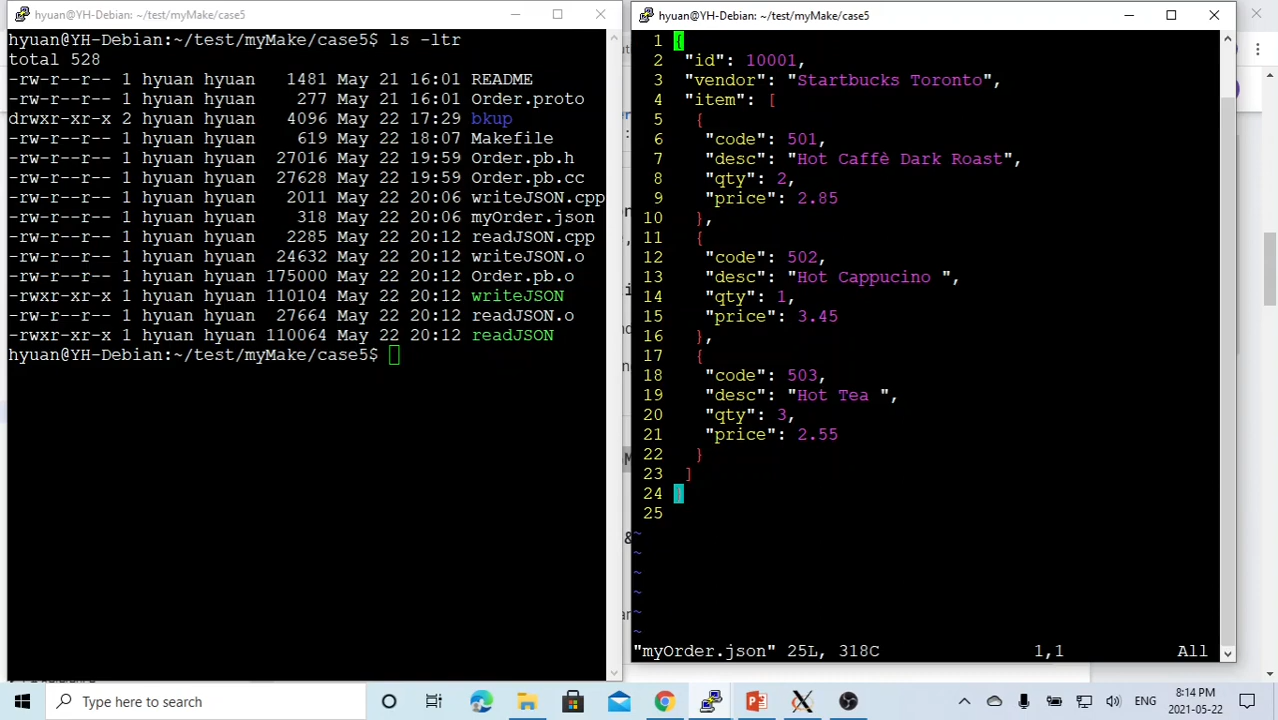 hyuan@YH-Debian: ~/test/myMake/case5
hyuan@YH-Debian:~/test/myMake/case5$ ls -ltr
total 528
-rw-r--r-- 1 hyuan hyuan   1481 May 21 16:01 README
-rw-r--r-- 1 hyuan hyuan    277 May 21 16:01 Order.proto
drwxr-xr-x 2 hyuan hyuan   4096 May 22 17:29 bkup
-rw-r--r-- 1 hyuan hyuan    619 May 22 18:07 Makefile
-rw-r--r-- 1 hyuan hyuan  27016 May 22 19:59 Order.pb.h
-rw-r--r-- 1 hyuan hyuan  27628 May 22 19:59 Order.pb.cc
-rw-r--r-- 1 hyuan hyuan   2011 May 22 20:06 writeJSON.cpp
-rw-r--r-- 1 hyuan hyuan    318 May 22 20:06 myOrder.json
-rw-r--r-- 1 hyuan hyuan   2285 May 22 20:12 readJSON.cpp
-rw-r--r-- 1 hyuan hyuan  24632 May 22 20:12 writeJSON.o
-rw-r--r-- 1 hyuan hyuan 175000 May 22 20:12 Order.pb.o
-rwxr-xr-x 1 hyuan hyuan 110104 May 22 20:12 writeJSON
-rw-r--r-- 1 hyuan hyuan  27664 May 22 20:12 readJSON.o
-rwxr-xr-x 1 hyuan hyuan 110064 May 22 20:12 readJSON
hyuan@YH-Debian:~/test/myMake/case5$
hyuan@YH-Debian: ~/test/myMake/case5
1 {
2  "id": 10001,
3  "vendor": "Startbucks Toronto",
4  "item": [
5   {
6    "code": 501,
7    "desc": "Hot Caffè Dark Roast",
8    "qty": 2,
9    "price": 2.85
10   },
11   {
12    "code": 502,
13    "desc": "Hot Cappucino ",
14    "qty": 1,
15    "price": 3.45
16   },
17   {
18    "code": 503,
19    "desc": "Hot Tea ",
20    "qty": 3,
21    "price": 2.55
22   }
23  ]
24 }
25
~
~
~
~
~
~
"myOrder.json" 25L, 318C 1,1 All
Type here to search
ENG
8:14 PM
2021-05-22